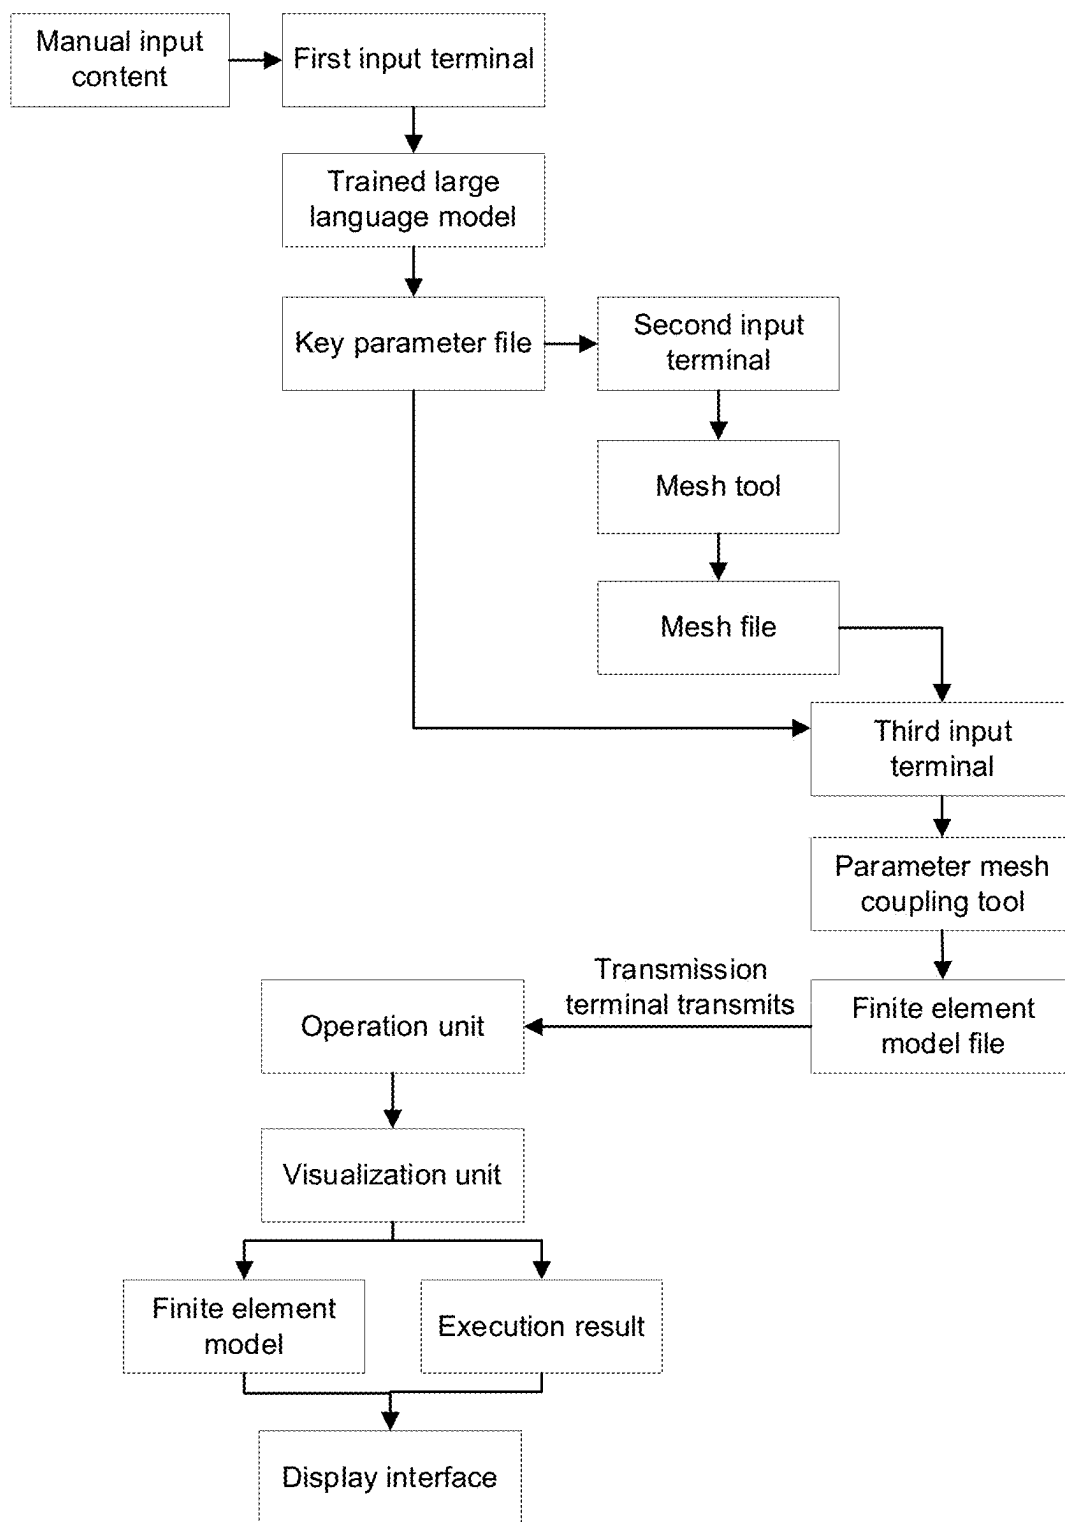 Manual input
content
First input terminal
Trained large
language model
Key parameter file
Second input
terminal
Mesh tool
Mesh file
Third input
terminal
Parameter mesh
coupling tool
Transmission
terminal transmits
Finite element
model file
Operation unit
Visualization unit
Finite element
model
Execution result
Display interface